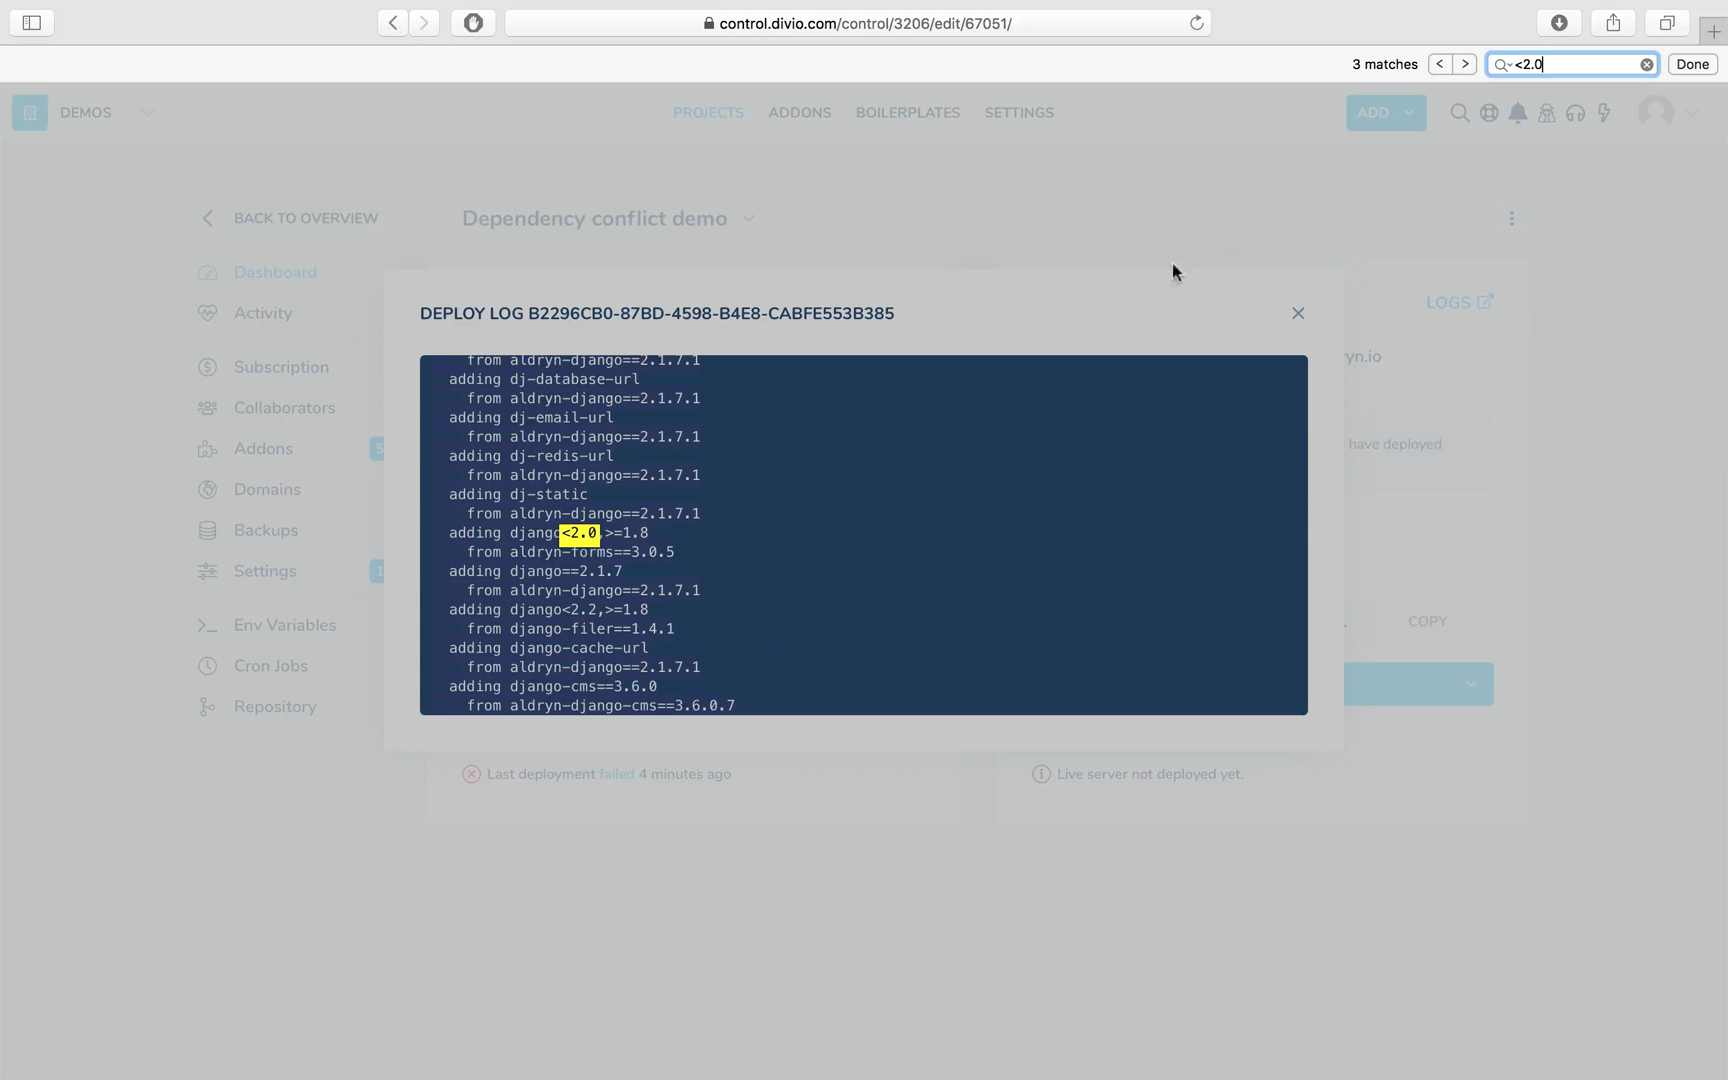 control.divio.com/control/3206/edit/67051/
3 matches
<2.0
Done
DEMOS
PROJECTS
ADDONS
BOILERPLATES
SETTINGS
ADD
BACK TO OVERVIEW
Dependency conflict demo
Dashboard
Activity
Subscription
Collaborators
Addons
5
Domains
Backups
Settings
1
Env Variables
Cron Jobs
Repository
LOGS
DEPLOY LOG B2296CB0-87BD-4598-B4E8-CABFE553B385
from aldryn-django==2.1.7.1
adding dj-database-url
from aldryn-django==2.1.7.1
adding dj-email-url
from aldryn-django==2.1.7.1
adding dj-redis-url
from aldryn-django==2.1.7.1
adding dj-static
from aldryn-django==2.1.7.1
adding django<2.0,>=1.8
from aldryn-forms==3.0.5
adding django==2.1.7
from aldryn-django==2.1.7.1
adding django<2.2,>=1.8
from django-filer==1.4.1
adding django-cache-url
from aldryn-django==2.1.7.1
adding django-cms==3.6.0
from aldryn-django-cms==3.6.0.7
yn.io
have deployed
COPY
Last deployment failed 4 minutes ago
Live server not deployed yet.